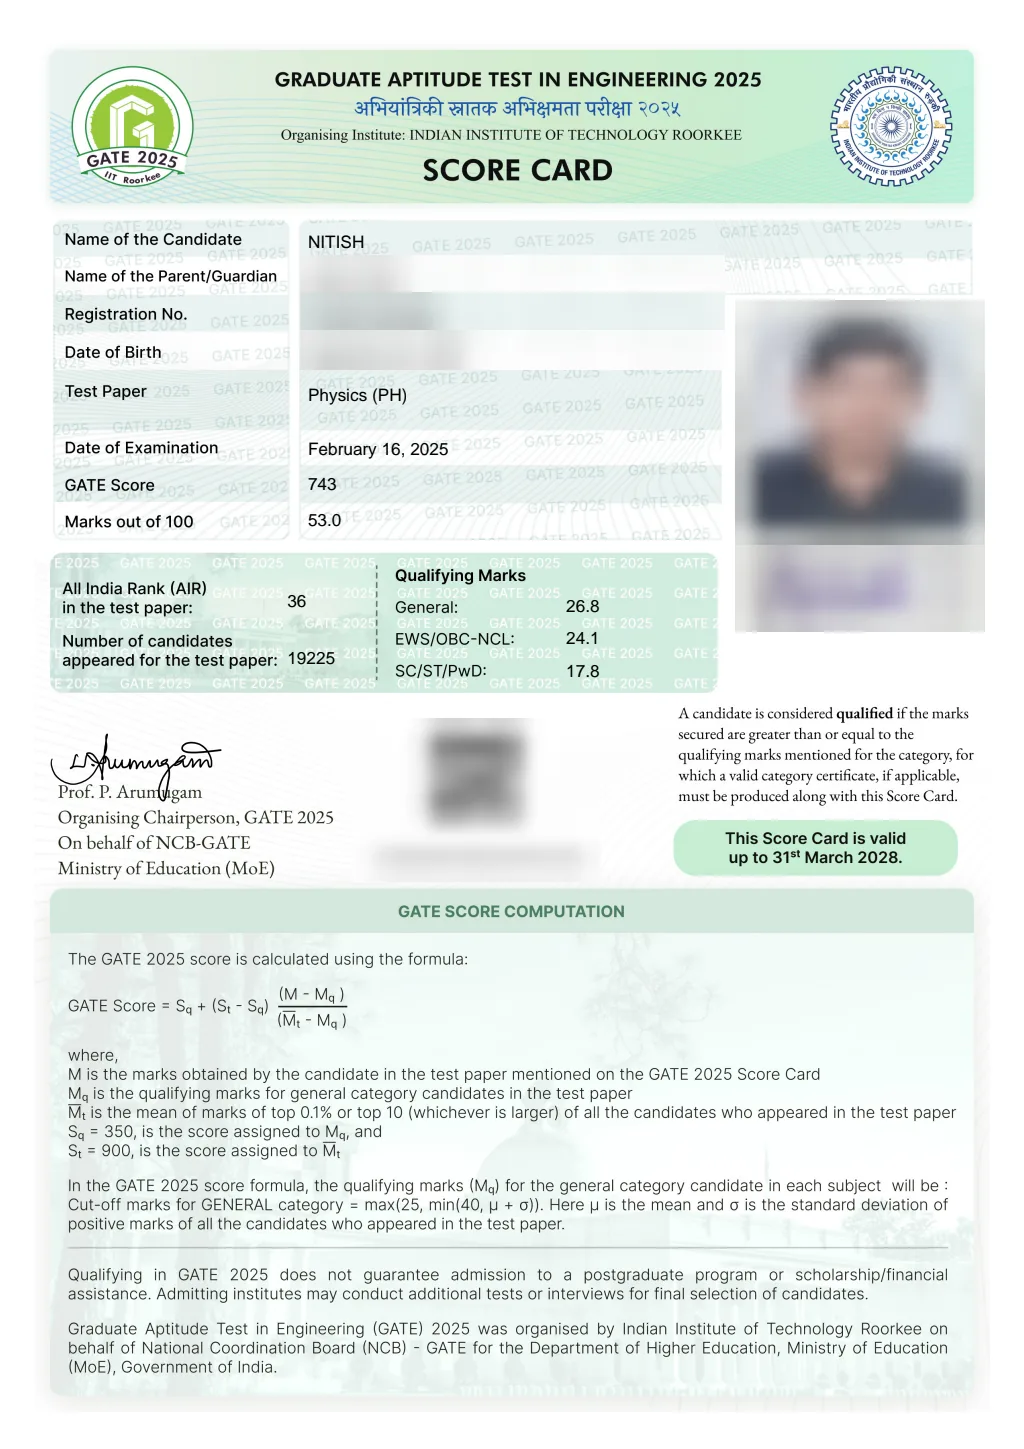 GRADUATE APTITUDE TEST IN ENGINEERING 2025
अभियांत्रिकी स्नातक अभिक्षमता परीक्षा २०२५
Organising Institute: INDIAN INSTITUTE OF TECHNOLOGY ROORKEE
SCORE CARD
GATE 2025
IIT Roorkee
भारतीय प्रौद्योगिकी संस्थान रुड़की
INDIAN INSTITUTE OF TECHNOLOGY ROORKEE
Name of the Candidate NITISH
Name of the Parent/Guardian
Registration No.
Date of Birth
Test Paper Physics (PH)
Date of Examination February 16, 2025
GATE Score 743
Marks out of 100 53.0
All India Rank (AIR)
in the test paper: 36
Number of candidates
appeared for the test paper: 19225
Qualifying Marks
General: 26.8
EWS/OBC-NCL: 24.1
SC/ST/PwD: 17.8
A candidate is considered qualified if the marks
secured are greater than or equal to the
qualifying marks mentioned for the category, for
which a valid category certificate, if applicable,
must be produced along with this Score Card.
P. Arumugam
Prof. P. Arumugam
Organising Chairperson, GATE 2025
On behalf of NCB-GATE
Ministry of Education (MoE)
This Score Card is valid
up to 31st March 2028.
GATE SCORE COMPUTATION
The GATE 2025 score is calculated using the formula:
GATE Score = Sq + (St - Sq) (M - Mq ) / (M̅t - Mq )
where,
M is the marks obtained by the candidate in the test paper mentioned on the GATE 2025 Score Card
Mq is the qualifying marks for general category candidates in the test paper
M̅t is the mean of marks of top 0.1% or top 10 (whichever is larger) of all the candidates who appeared in the test paper
Sq = 350, is the score assigned to Mq, and
St = 900, is the score assigned to M̅t
In the GATE 2025 score formula, the qualifying marks (Mq) for the general category candidate in each subject will be :
Cut-off marks for GENERAL category = max(25, min(40, μ + σ)). Here μ is the mean and σ is the standard deviation of
positive marks of all the candidates who appeared in the test paper.
Qualifying in GATE 2025 does not guarantee admission to a postgraduate program or scholarship/financial
assistance. Admitting institutes may conduct additional tests or interviews for final selection of candidates.
Graduate Aptitude Test in Engineering (GATE) 2025 was organised by Indian Institute of Technology Roorkee on
behalf of National Coordination Board (NCB) - GATE for the Department of Higher Education, Ministry of Education
(MoE), Government of India.